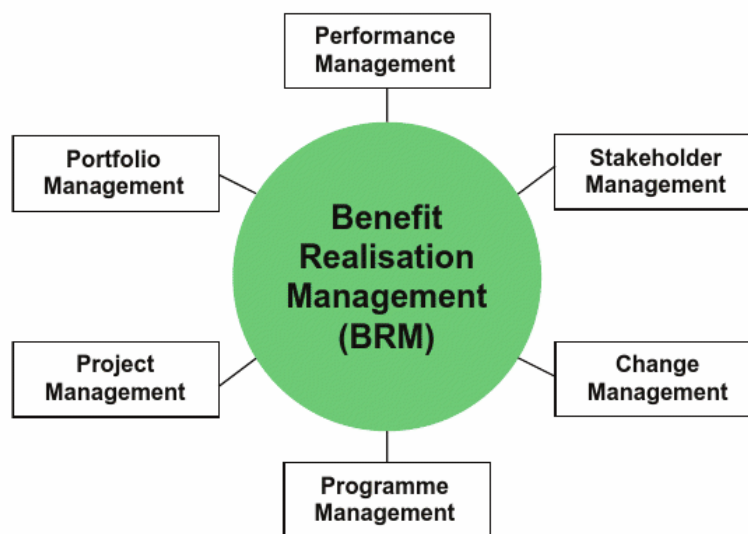 Performance
Management
Portfolio
Management
Stakeholder
Management
Benefit
Realisation
Management
(BRM)
Project
Management
Change
Management
Programme
Management